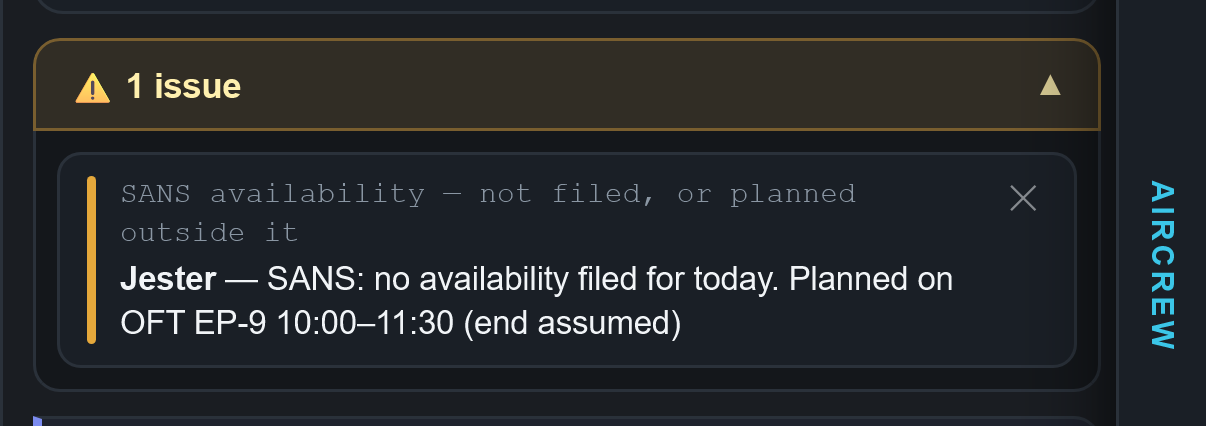 ⚠️ 1 issue ▲
SANS availability — not filed, or planned
outside it
Jester — SANS: no availability filed for today. Planned on
OFT EP-9 10:00–11:30 (end assumed)
AIRCREW